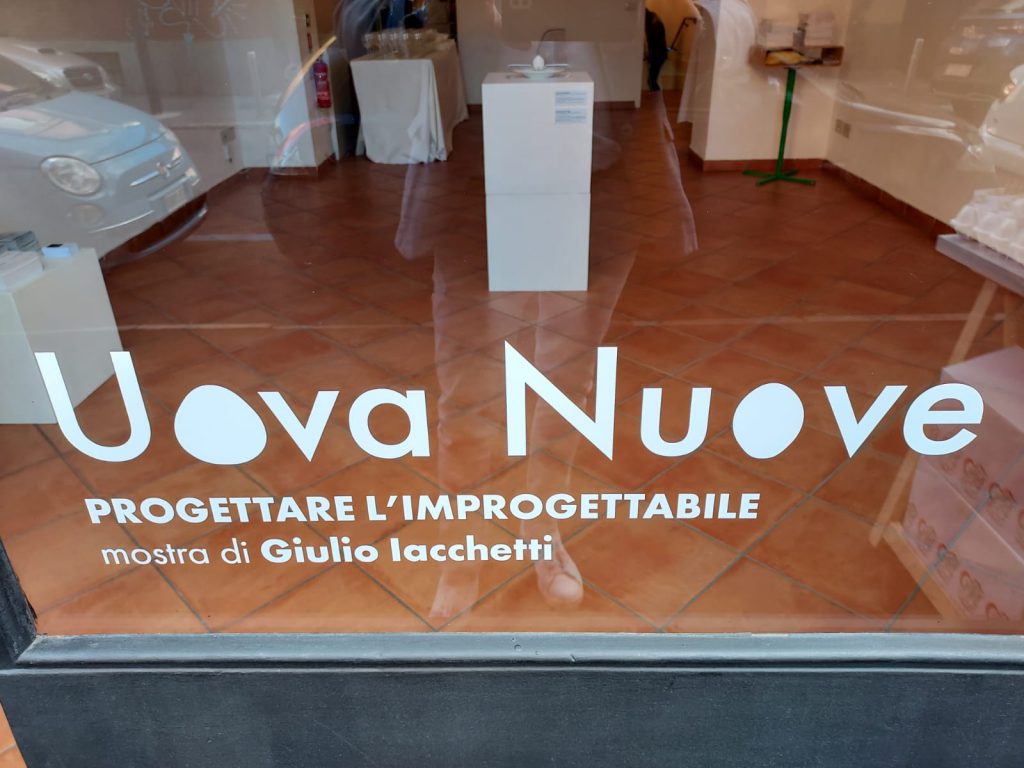 Uova Nuove
PROGETTARE L'IMPROGETTABILE
mostra di Giulio Iacchetti